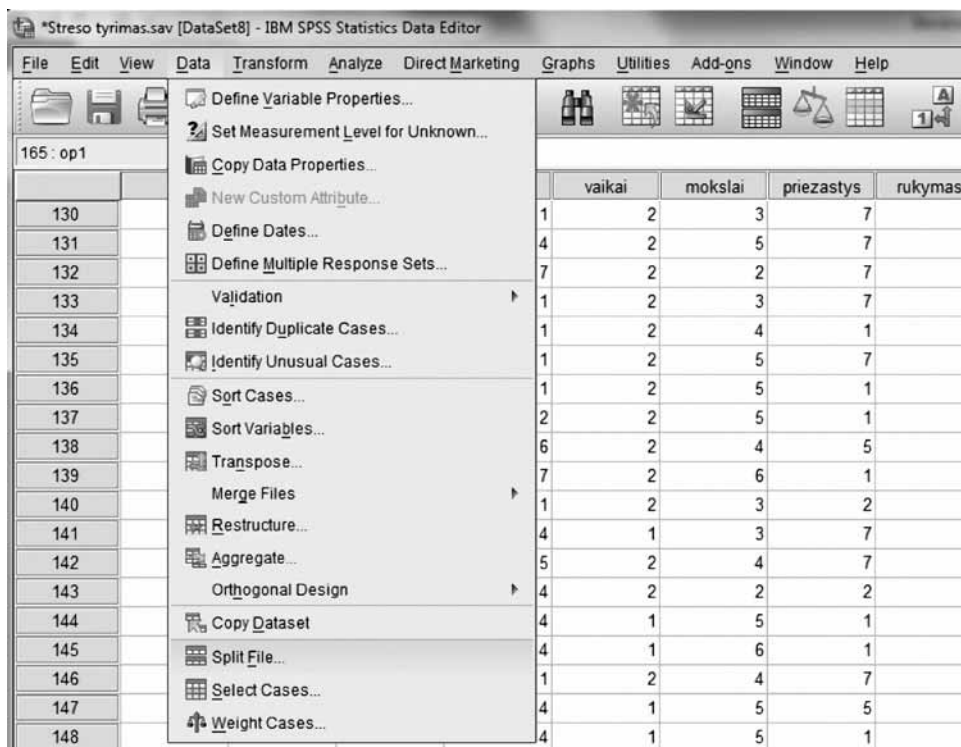 *Streso tyrimas.sav [DataSet8] - IBM SPSS Statistics Data Editor
File Edit View Data Transform Analyze Direct Marketing Graphs Utilities Add-ons Window Help
165 : op1
Define Variable Properties...
Set Measurement Level for Unknown...
Copy Data Properties...
New Custom Attribute...
Define Dates...
Define Multiple Response Sets...
Validation
Identify Duplicate Cases...
Identify Unusual Cases...
Sort Cases...
Sort Variables...
Transpose...
Merge Files
Restructure...
Aggregate...
Orthogonal Design
Copy Dataset
Split File...
Select Cases...
Weight Cases...
vaikai mokslai priezastys rukymas
130 1 2 3 7
131 4 2 5 7
132 7 2 2 7
133 1 2 3 7
134 1 2 4 1
135 1 2 5 7
136 1 2 5 1
137 2 2 5 1
138 6 2 4 5
139 7 2 6 1
140 1 2 3 2
141 4 1 3 7
142 5 2 4 7
143 4 2 2 2
144 4 1 5 1
145 4 1 6 1
146 1 2 4 7
147 4 1 5 5
148 4 1 5 1